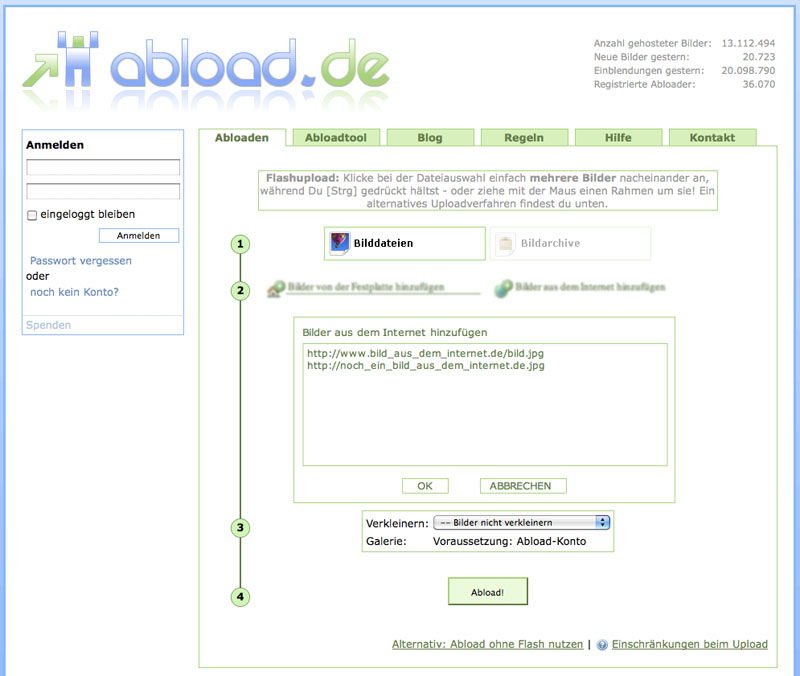 abload.de
Anzahl gehosteter Bilder: 13.112.494
Neue Bilder gestern: 20.723
Einblendungen gestern: 20.098.790
Registrierte Abloader: 36.070
Anmelden
eingeloggt bleiben
Anmelden
Passwort vergessen
oder
noch kein Konto?
Spenden
Abloaden Abloadtool Blog Regeln Hilfe Kontakt
Flashupload: Klicke bei der Dateiauswahl einfach mehrere Bilder nacheinander an,
während Du [Strg] gedrückt hältst - oder ziehe mit der Maus einen Rahmen um sie! Ein
alternatives Uploadverfahren findest du unten.
1 Bilddateien Bildarchive
2 Bilder von der Festplatte hinzufügen Bilder aus dem Internet hinzufügen
Bilder aus dem Internet hinzufügen
http://www.bild_aus_dem_internet.de/bild.jpg
http://noch_ein_bild_aus_dem_internet.de.jpg
OK ABBRECHEN
3 Verkleinern: -- Bilder nicht verkleinern
Galerie: Voraussetzung: Abload-Konto
4 Abload!
Alternativ: Abload ohne Flash nutzen | Einschränkungen beim Upload